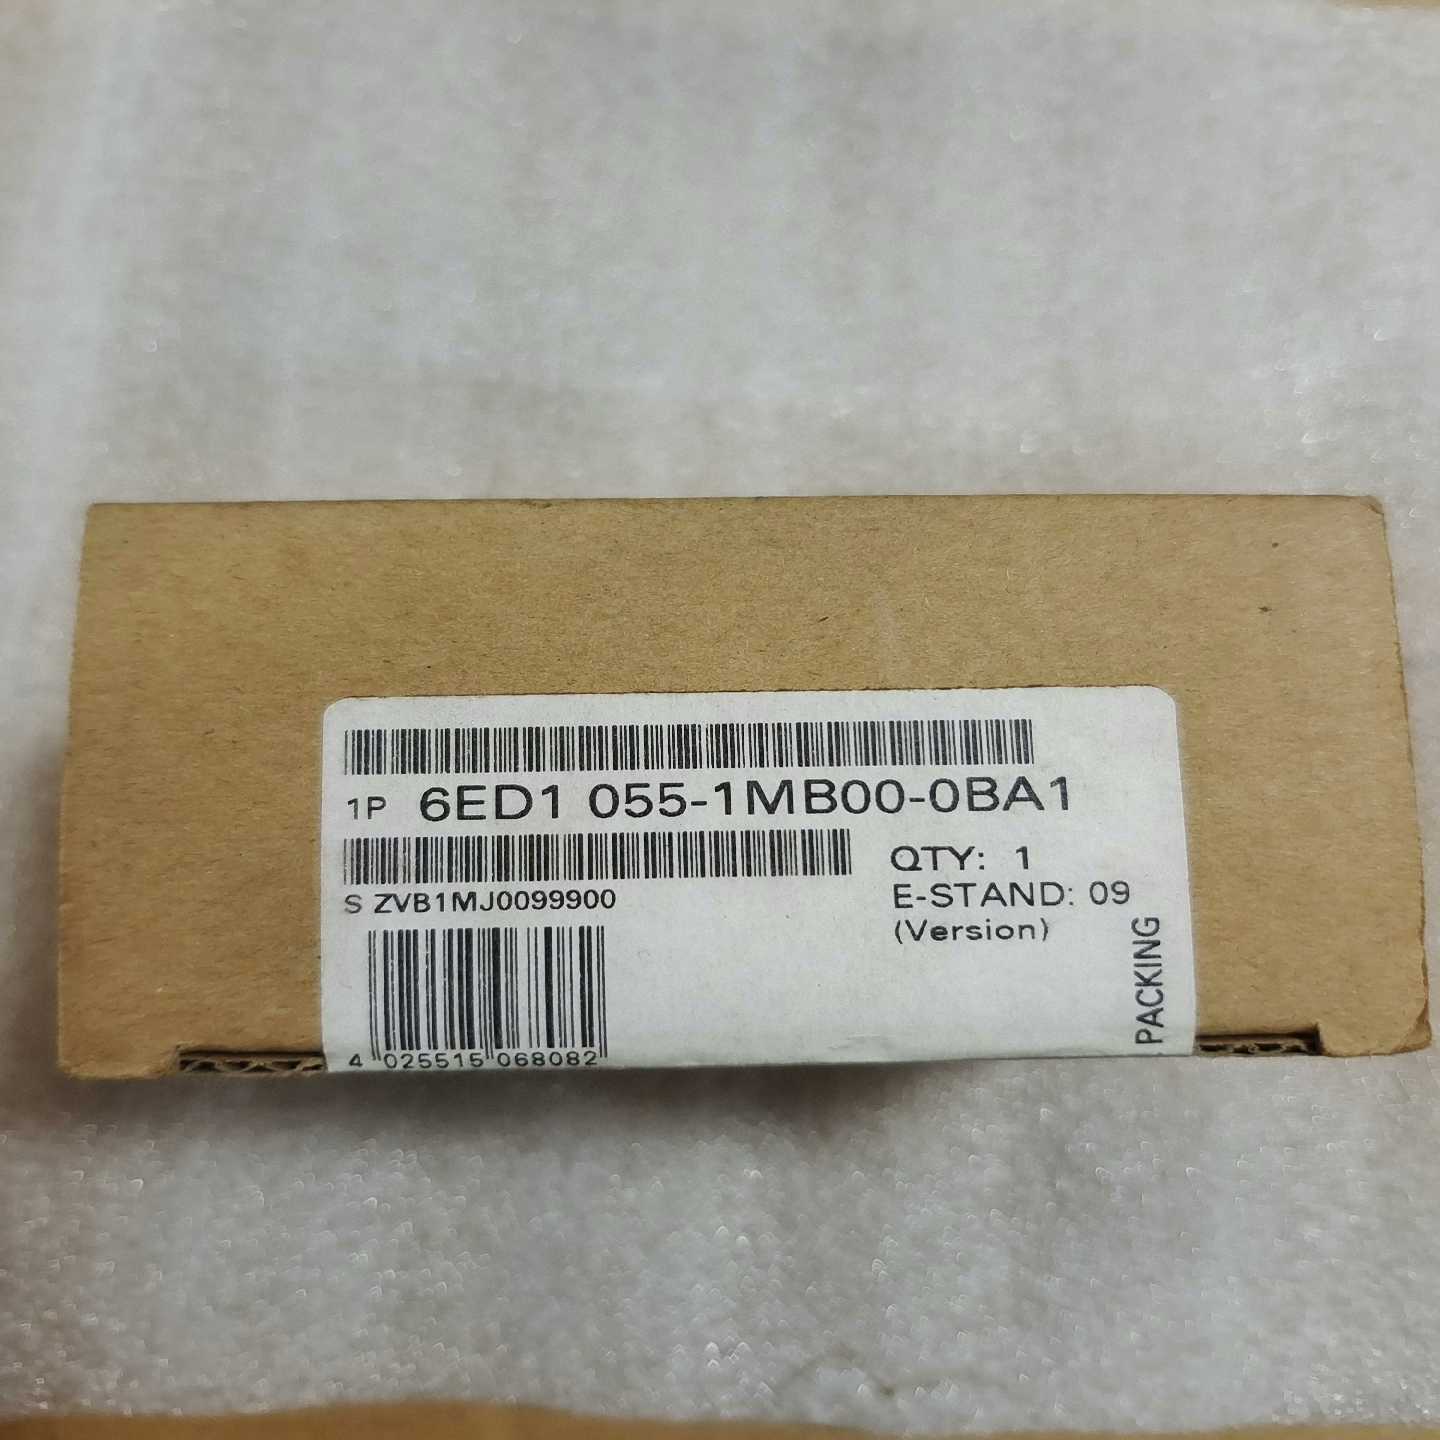 1P 6ED1 055-1MB00-0BA1
S ZVB1MJ0099900
QTY: 1
E-STAND: 09
(Version)
PACKING
4 025515 068082